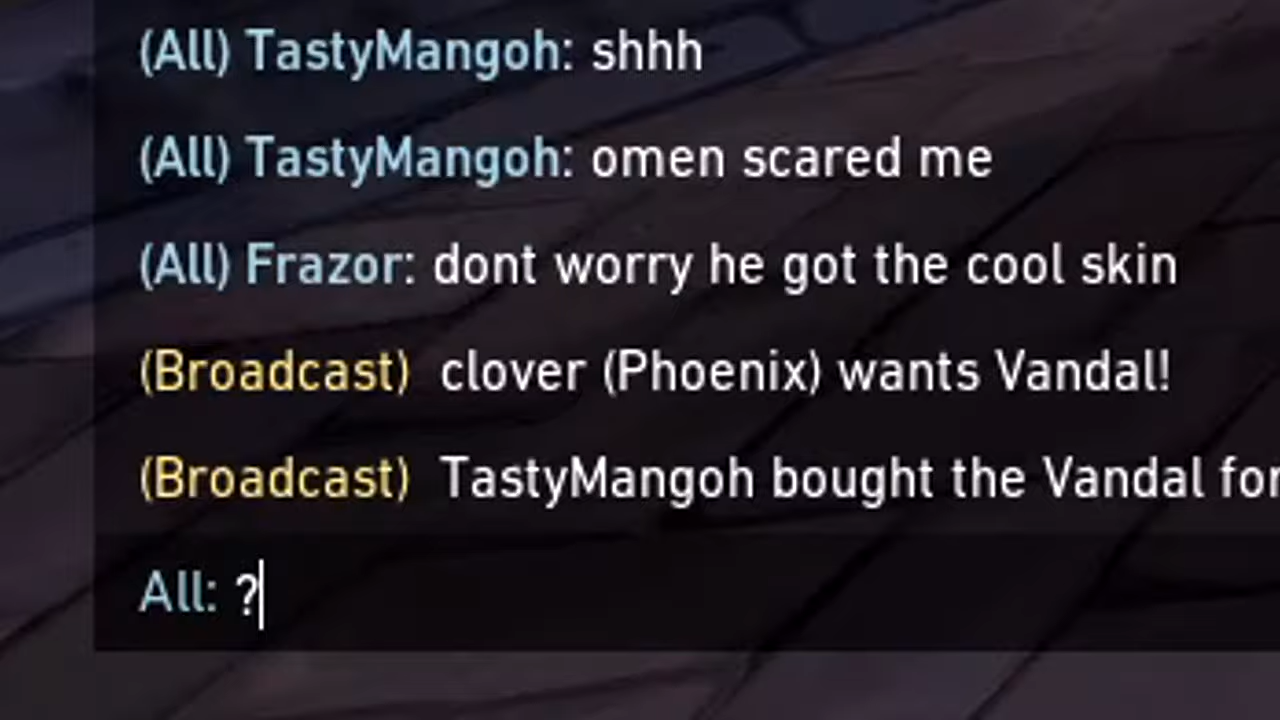 (All) TastyMangoh: shhh
(All) TastyMangoh: omen scared me
(All) Frazor: dont worry he got the cool skin
(Broadcast) clover (Phoenix) wants Vandal!
(Broadcast) TastyMangoh bought the Vandal for
All: ?